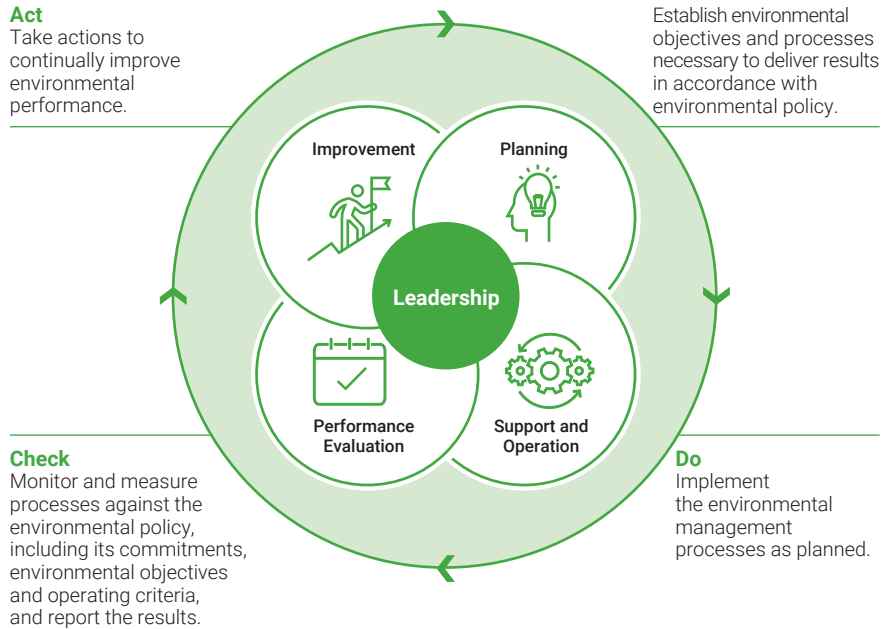 Act
Take actions to
continually improve
environmental
performance.
Establish environmental
objectives and processes
necessary to deliver results
in accordance with
environmental policy.
Improvement
Planning
Leadership
Performance
Evaluation
Support and
Operation
Check
Monitor and measure
processes against the
environmental policy,
including its commitments,
environmental objectives
and operating criteria,
and report the results.
Do
Implement
the environmental
management
processes as planned.